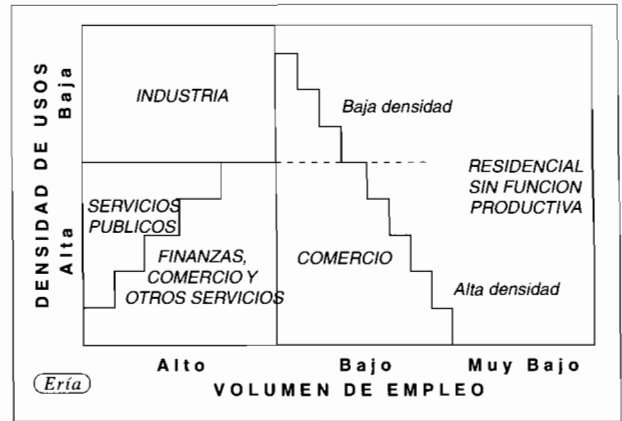 DENSIDAD DE USOS
Baja
Alta
INDUSTRIA
Baja densidad
RESIDENCIAL
SIN FUNCION
PRODUCTIVA
SERVICIOS
PUBLICOS
FINANZAS,
COMERCIO Y
OTROS SERVICIOS
COMERCIO
Alta densidad
Alto
Bajo
Muy Bajo
VOLUMEN DE EMPLEO
Ería